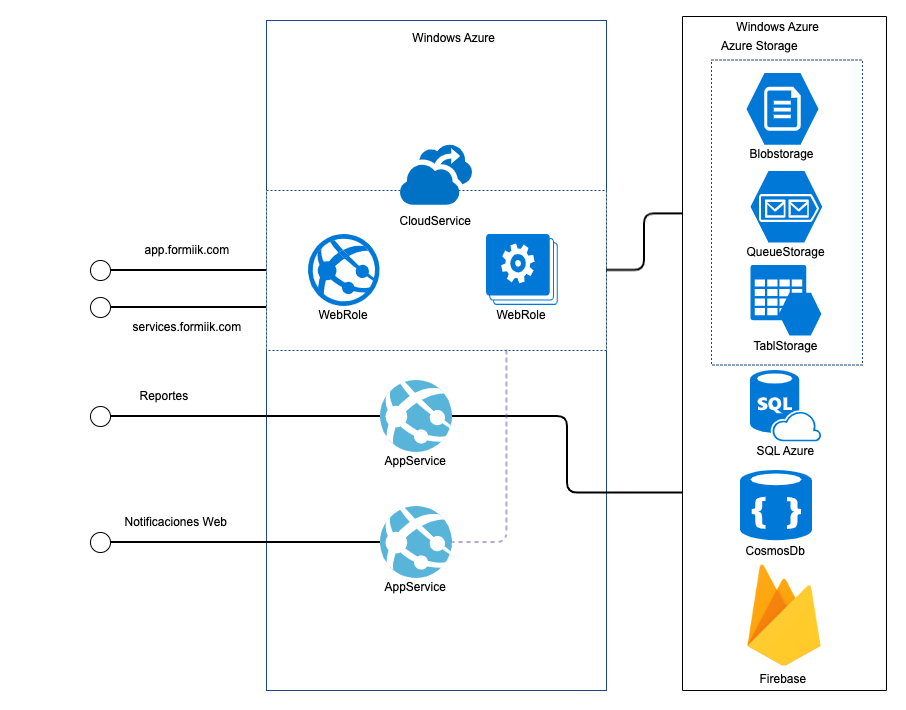 Windows Azure
Windows Azure
Azure Storage
Blobstorage
CloudService
app.formiik.com
QueueStorage
WebRole
WebRole
services.formiik.com
TablStorage
Reportes
SQL
SQL Azure
AppService
Notificaciones Web
{ }
CosmosDb
AppService
Firebase